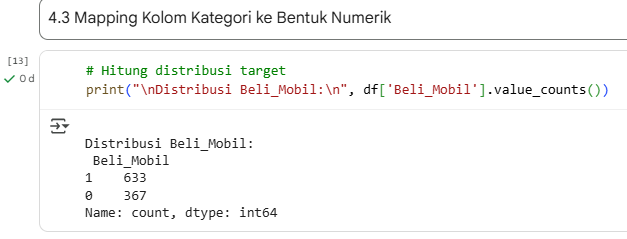 4.3 Mapping Kolom Kategori ke Bentuk Numerik
[13]
0 d
# Hitung distribusi target
print("\nDistribusi Beli_Mobil:\n", df['Beli_Mobil'].value_counts())
Distribusi Beli_Mobil:
Beli_Mobil
1    633
0    367
Name: count, dtype: int64